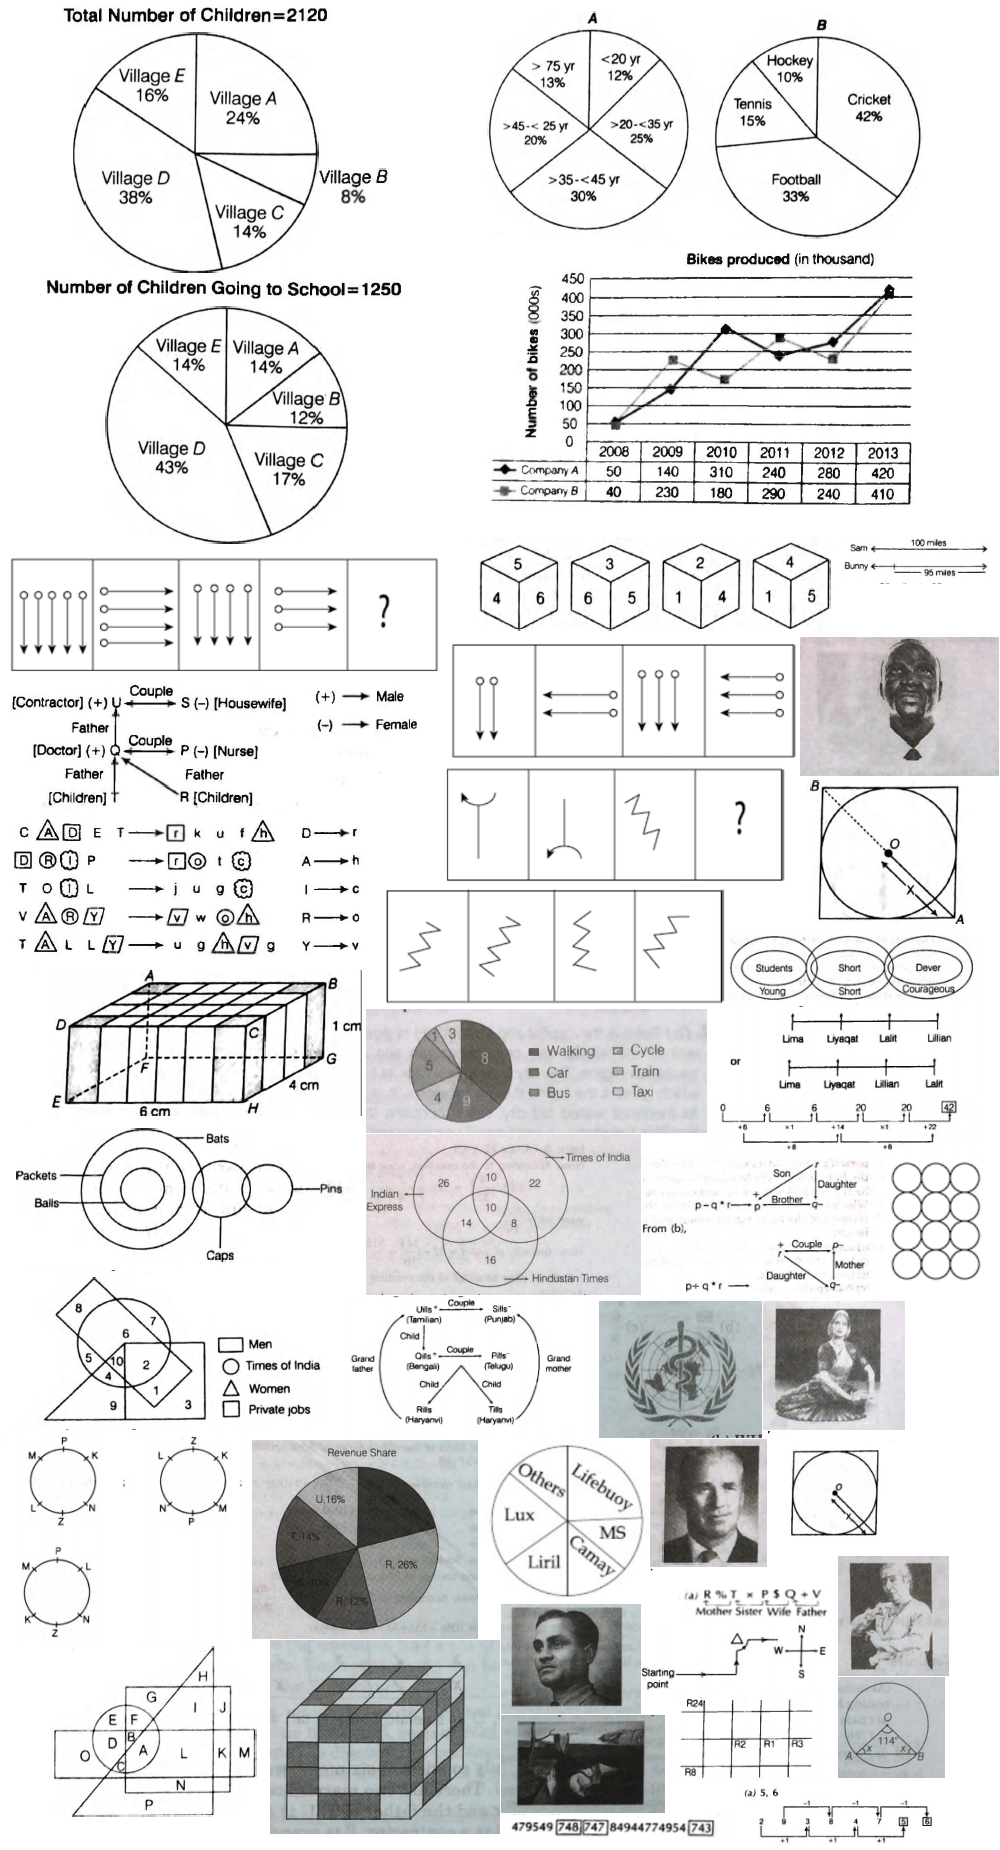 Total Number of Children=2120
Village E
16%
Village A
24%
Village B
8%
Village D
38%
Village C
14%
A
> 75 yr
13%
<20 yr
12%
>45-< 25 yr
20%
>20-<35 yr
25%
>35-<45 yr
30%
B
Hockey
10%
Cricket
42%
Tennis
15%
Football
33%
Number of Children Going to School=1250
Village E
14%
Village A
14%
Village B
12%
Village D
43%
Village C
17%
Bikes produced (in thousand)
Number of bikes (000s)
450
400
350
300
250
200
150
100
50
0
2008 2009 2010 2011 2012 2013
Company A 50 140 310 240 280 420
Company B 40 230 180 290 240 410
?
5 4 6
3 6 5
2 1 4
4 1 5
Sam 100 miles
Bunny 95 miles
[Contractor] (+) U Couple S (-) [Housewife]
(+) → Male
(-) → Female
Father
[Doctor] (+) Q Couple P (-) [Nurse]
Father Father
[Children] T R [Children]
?
B
O
X
A
C A D E T → r k u f h D → r
D R I P → r o t c A → h
T O I L → j u g c I → c
V A R Y → v w o h R → o
T A L L Y → u g h v g Y → v
Students Short Dever
Young Short Courageous
A B
D C 1 cm
F G
4 cm
E 6 cm H
1 3
8
5
4 9
Walking Cycle
Car Train
Bus Taxi
Lima Liyaqat Lalit Lillian
or
Lima Liyaqat Lillian Lalit
0 6 6 20 20 42
+6 ×1 +14 ×1 +22
+8 +8
Bats
Packets
Balls
Pins
Caps
Times of India
26 10 22
Indian
Express
10
14 8
16
Hindustan Times
Son r Daughter
+
p-q*r → p Brother q-
From (b),
+ r Couple p-
Mother
Daughter
p÷q*r → q-
8
7
6
5 10 2
4
1
9 3
Men
Times of India
Women
Private jobs
Uills+ Couple Sills-
(Tamilian) (Punjab)
Child
Grand
father
Qills+ Couple Pills-
(Bengali) (Telugu)
Grand
mother
Child Child
Rills Tills
(Haryanvi) (Haryanvi)
P
M K
L N
Z
;
Z
L K
N M
P
;
P
M L
K N
Z
Revenue Share
U,16%
T, 14%
R, 26%
R, 12%
Others Lifebuoy
Lux MS
Liril Camay
O
X
(a) R % T × P $ Q + V
Mother Sister Wife Father
N
W E
S
Starting
point
R24
R2 R1 R3
R8
O
114°
A x x B
H
G I J
E F
D B
O A L K M
C
N
P
(a) 5, 6
479549 748 747 84944774954 743
-1 -1 -1
2 9 3 8 4 7 5 6
+1 +1 +1